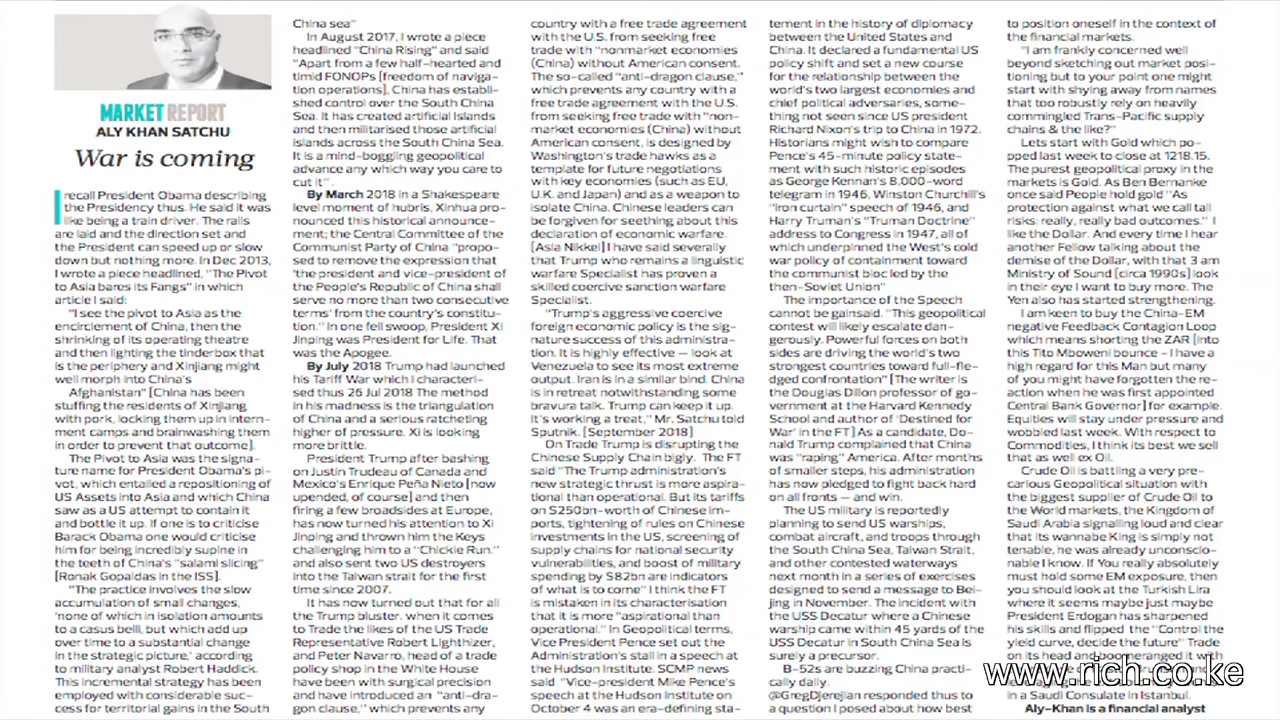 MARKET REPORT
ALY KHAN SATCHU
War is coming
I recall President Obama describing
the Presidency thus. He said it was
like being a train driver. The rails
are laid and the direction set and
the President can speed up or slow
down but nothing more. In Dec 2013,
I wrote a piece headlined, "The Pivot
to Asia bares its Fangs" in which
article I said:
"I see the pivot to Asia as the
encirclement of China, then the
shrinking of its operating theatre
and then lighting the tinderbox that
is the periphery and Xinjiang might
well morph into China's
Afghanistan" [China has been
stuffing the residents of Xinjiang
with pork, locking them up in intern-
ment camps and brainwashing them
in order to prevent that outcome].
The Pivot to Asia was the signa-
ture name for President Obama's pi-
vot, which entailed a repositioning of
US Assets into Asia and which China
saw as a US attempt to contain it
and bottle it up. If one is to criticise
Barack Obama one would criticise
him for being incredibly supine in
the teeth of China's "salami slicing"
[Ronak Gopaldas in the ISS].
"The practice involves the slow
accumulation of small changes,
'none of which in isolation amounts
to a casus belli, but which add up
over time to a substantial change
in the strategic picture,' according
to military analyst Robert Haddick.
This incremental strategy has been
employed with considerable suc-
cess for territorial gains in the South
China sea"
In August 2017, I wrote a piece
headlined "China Rising" and said
"Apart from a few half-hearted and
timid FONOPs [freedom of naviga-
tion operations], China has establi-
shed control over the South China
Sea. It has created artificial Islands
and then militarised those artificial
islands across the South China Sea.
It is a mind-boggling geopolitical
advance any which way you care to
cut it".
By March 2018 in a Shakespeare
level moment of hubris, Xinhua pro-
nounced this historical announce-
ment; the Central Committee of the
Communist Party of China "propo-
sed to remove the expression that
'the president and vice-president of
the People's Republic of China shall
serve no more than two consecutive
terms' from the country's constitu-
tion." In one fell swoop, President Xi
Jinping was President for Life. That
was the Apogee.
By July 2018 Trump had launched
his Tariff War which I characteri-
sed thus 26 Jul 2018 The method
in his madness is the triangulation
of China and a serious ratcheting
higher of pressure. Xi is looking
more brittle.
President Trump after bashing
on Justin Trudeau of Canada and
Mexico's Enrique Peña Nieto [now
upended, of course] and then
firing a few broadsides at Europe,
has now turned his attention to Xi
Jinping and thrown him the Keys
challenging him to a "Chickie Run."
and also sent two US destroyers
into the Taiwan strait for the first
time since 2007.
It has now turned out that for all
the Trump bluster. when it comes
to Trade the likes of the US Trade
Representative Robert Lighthizer,
and Peter Navarro, head of a trade
policy shop in the White House
have been with surgical precision
and have introduced an "anti-dra-
gon clause," which prevents any
country with a free trade agreement
with the U.S. from seeking free
trade with "nonmarket economies
(China) without American consent.
The so-called "anti-dragon clause,"
which prevents any country with a
free trade agreement with the U.S.
from seeking free trade with "non-
market economies (China) without
American consent, is designed by
Washington's trade hawks as a
template for future negotiations
with key economies (such as EU,
U.K. and Japan) and as a weapon to
isolate China. Chinese leaders can
be forgiven for seething about this
declaration of economic warfare.
[Asia Nikkei] I have said severally
that Trump who remains a linguistic
warfare Specialist has proven a
skilled coercive sanction warfare
Specialist.
"Trump's aggressive coercive
foreign economic policy is the sig-
nature success of this administra-
tion. It is highly effective – look at
Venezuela to see its most extreme
output. Iran is in a similar bind. China
is in retreat notwithstanding some
bravura talk. Trump can keep it up.
It's working a treat," Mr. Satchu told
Sputnik. [September 2018]
On Trade Trump is disrupting the
Chinese Supply Chain bigly. The FT
said "The Trump administration's
new strategic thrust is more aspira-
tional than operational. But its tariffs
on $250bn-worth of Chinese im-
ports, tightening of rules on Chinese
investments in the US, screening of
supply chains for national security
vulnerabilities, and boost of military
spending by $82bn are indicators
of what is to come" I think the FT
is mistaken in its characterisation
that it is more "aspirational than
operational." In Geopolitical terms,
Vice President Pence set out the
Administration's stall in a speech at
the Hudson Institute. SCMP news
said "Vice-president Mike Pence's
speech at the Hudson Institute on
October 4 was an era-defining sta-
tement in the history of diplomacy
between the United States and
China. It declared a fundamental US
policy shift and set a new course
for the relationship between the
world's two largest economies and
chief political adversaries, some-
thing not seen since US president
Richard Nixon's trip to China in 1972.
Historians might wish to compare
Pence's 45-minute policy state-
ment with such historic episodes
as George Kennan's 8,000-word
telegram in 1946, Winston Churchill's
"iron curtain" speech of 1946, and
Harry Truman's "Truman Doctrine"
address to Congress in 1947, all of
which underpinned the West's cold
war policy of containment toward
the communist bloc led by the
then-Soviet Union"
The importance of the Speech
cannot be gainsaid. "This geopolitical
contest will likely escalate dan-
gerously. Powerful forces on both
sides are driving the world's two
strongest countries toward full-fle-
dged confrontation" [The writer is
the Douglas Dillon professor of go-
vernment at the Harvard Kennedy
School and author of 'Destined for
War' in the FT] As a candidate, Do-
nald Trump complained that China
was "raping" America. After months
of smaller steps, his administration
has now pledged to fight back hard
on all fronts — and win.
The US military is reportedly
planning to send US warships,
combat aircraft, and troops through
the South China Sea, Taiwan Strait,
and other contested waterways
next month in a series of exercises
designed to send a message to Bei-
jing in November. The incident with
the USS Decatur where a Chinese
warship came within 45 yards of the
USS Decatur in South China Sea is
surely a precursor.
B-52s are buzzing China practi-
cally daily.
@GregDjerejian responded thus to
a question I posed about how best
to position oneself in the context of
the financial markets.
"I am frankly concerned well
beyond sketching out market posi-
tioning but to your point one might
start with shying away from names
that too robustly rely on heavily
commingled Trans-Pacific supply
chains & the like?"
Lets start with Gold which po-
pped last week to close at 1218.15.
The purest geopolitical proxy in the
markets is Gold. As Ben Bernanke
once said People hold gold "As
protection against what we call tail
risks: really, really bad outcomes." I
like the Dollar. And every time I hear
another Fellow talking about the
demise of the Dollar, with that 3 am
Ministry of Sound [circa 1990s] look
in their eye I want to buy more. The
Yen also has started strengthening.
I am keen to buy the China-EM
negative Feedback Contagion Loop
which means shorting the ZAR [into
this Tito Mboweni bounce - I have a
high regard for this Man but many
of you might have forgotten the re-
action when he was first appointed
Central Bank Governor] for example.
Equities will stay under pressure and
wobbled last week. With respect to
Commodities, I think its best we sell
that as well ex Oil.
Crude Oil is battling a very pre-
carious Geopolitical situation with
the biggest supplier of Crude Oil to
the World markets, the Kingdom of
Saudi Arabia signalling loud and clear
that its wannabe King is simply not
tenable, he was already unconscio-
nable I know. If You really absolutely
must hold some EM exposure, then
you should look at the Turkish Lira
where it seems maybe just maybe
President Erdogan has sharpened
his skills and flipped the "Control the
yield curve, decide the future" Trade
on its head and boomeranged it with
www.rich.co.ke
in a Saudi Consulate in Istanbul.
Aly-Khan is a financial analyst